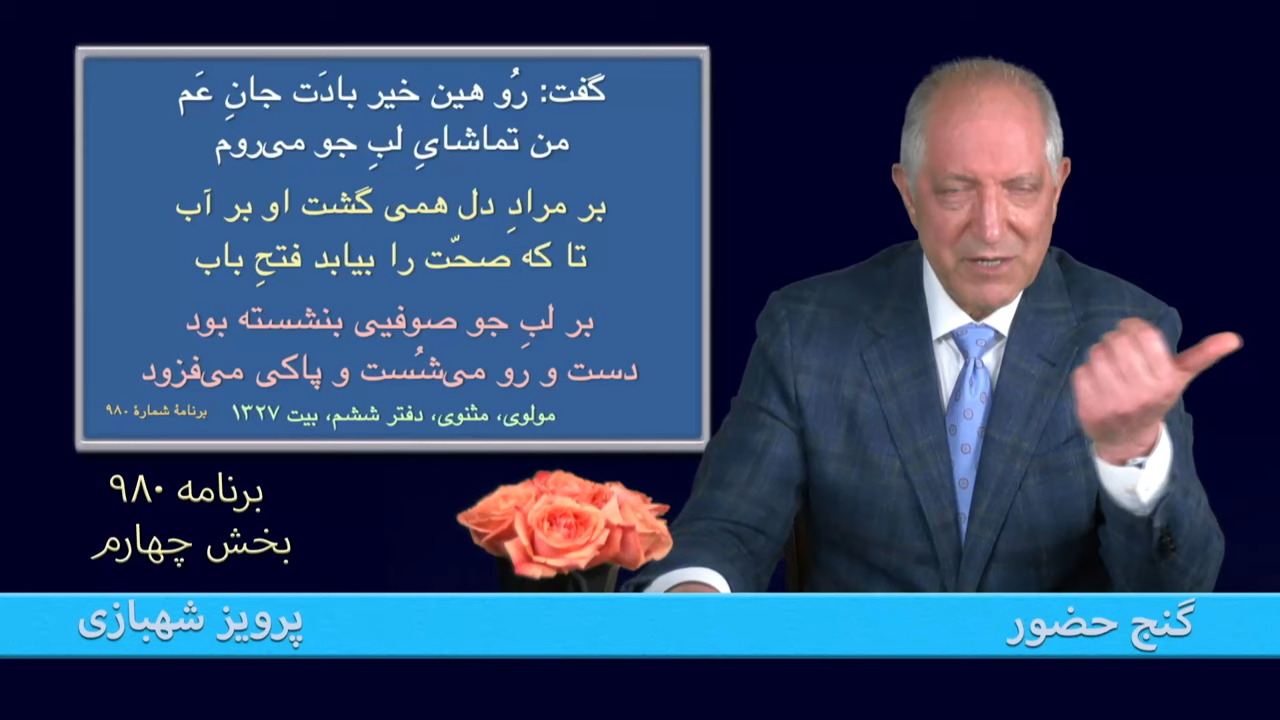 گفت: رُو هین خیر بادَت جانِ عَم
من تماشایِ لبِ جو می‌روم
بر مرادِ دل همی گشت او بر آب
تا که صحّت را بیابد فتحِ باب
بر لبِ جو صوفیی بنشسته بود
دست و رو می‌شُست و پاکی می‌فزود
مولوی، مثنوی، دفتر ششم، بیت ۱۳۲۷
برنامهٔ شمارهٔ ۹۸۰
برنامه ۹۸۰
بخش چهارم
گنج حضور
پرویز شهبازی